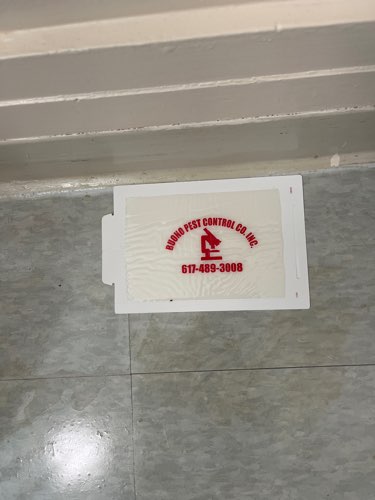 BUONO PEST CONTROL CO. INC.
617-489-3008